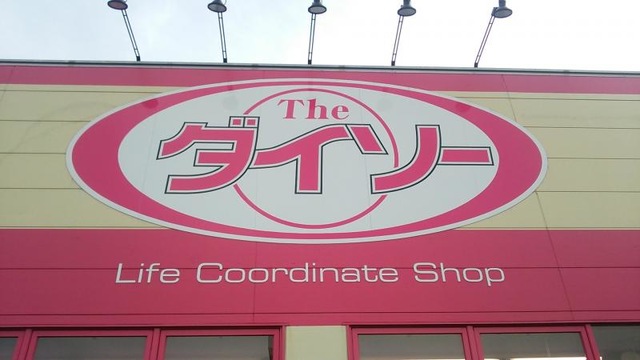 The
ダイソー
Life Coordinate Shop